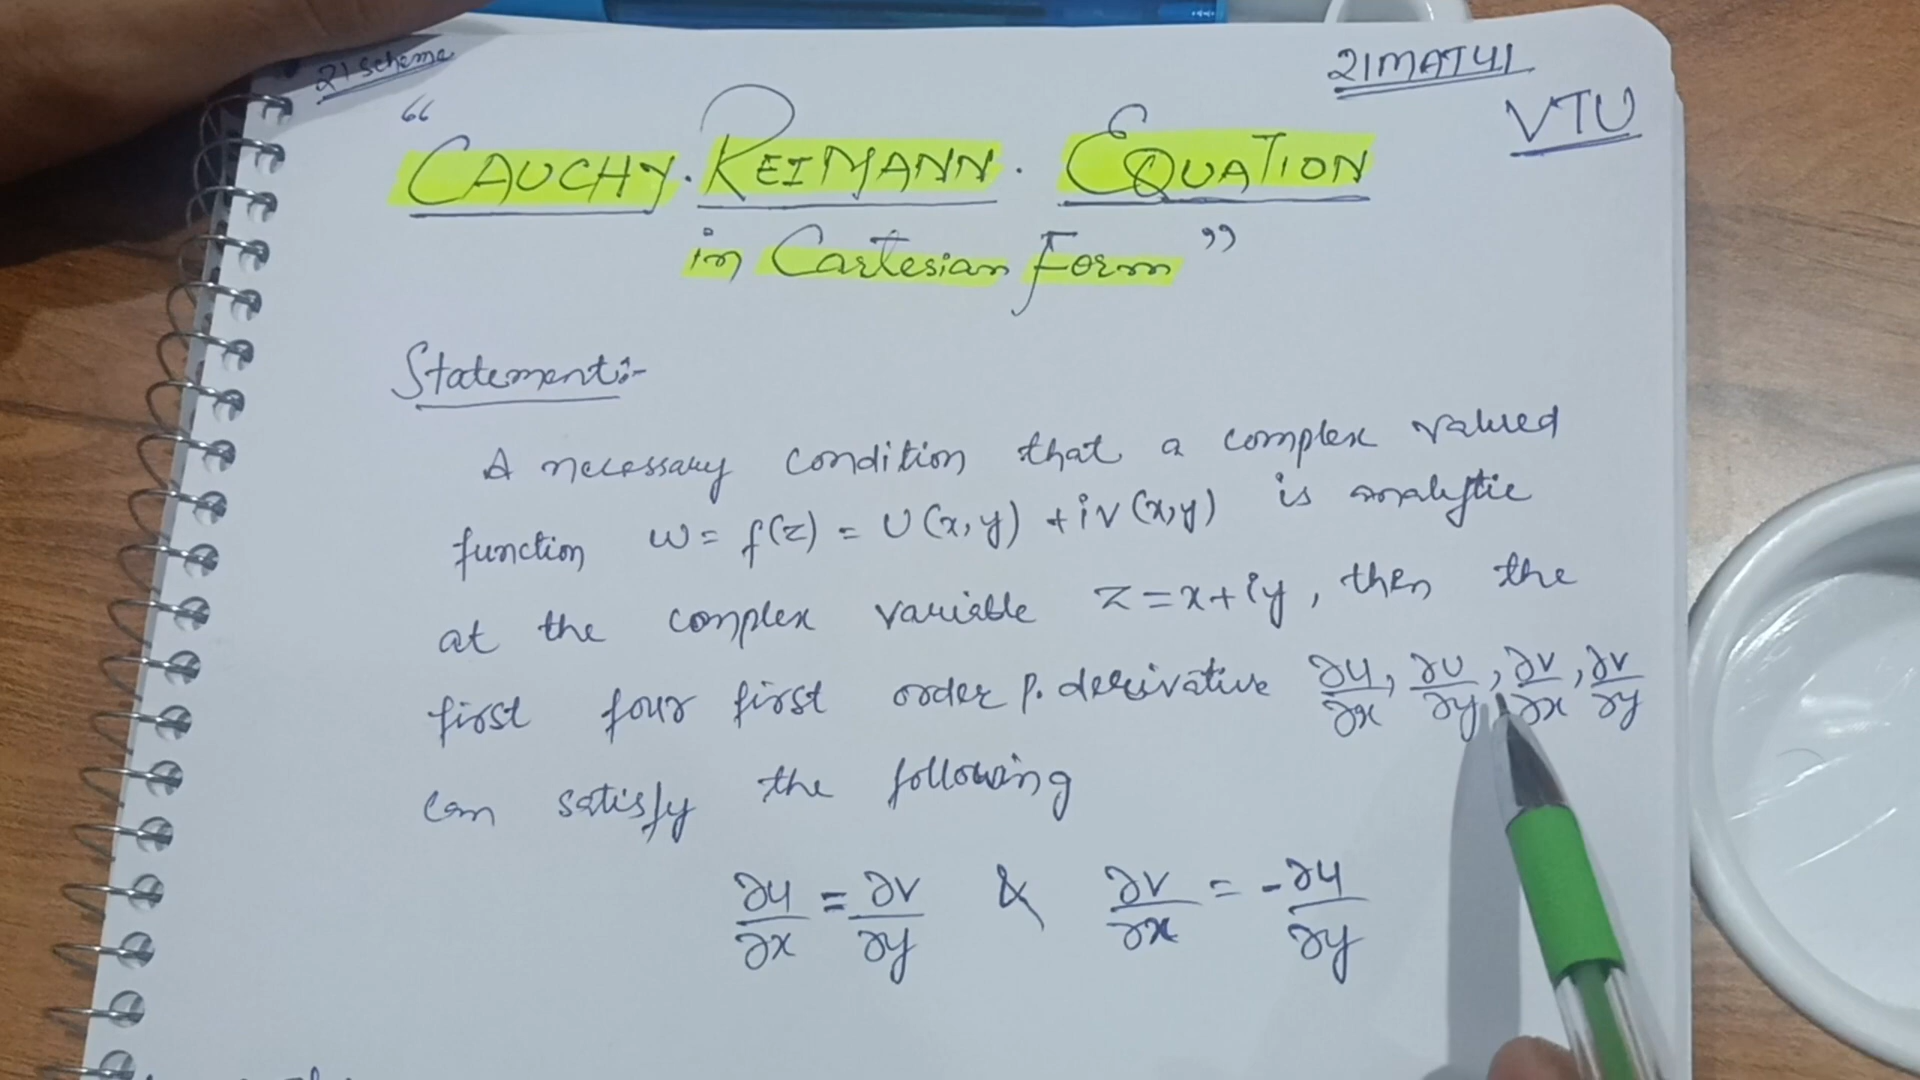 21 scheme
21MAT41
VTU
“CAUCHY. REIMANN. EQUATION
in Cartesian Form”
Statement:-
A necessary condition that a complex valued
function w = f(z) = u(x,y) + iv(x,y) is analytic
at the complex variable z = x+iy, then the
first four first order p. derivative ∂u/∂x, ∂u/∂y, ∂v/∂x, ∂v/∂y
can satisfy the following
∂u/∂x = ∂v/∂y & ∂v/∂x = -∂u/∂y